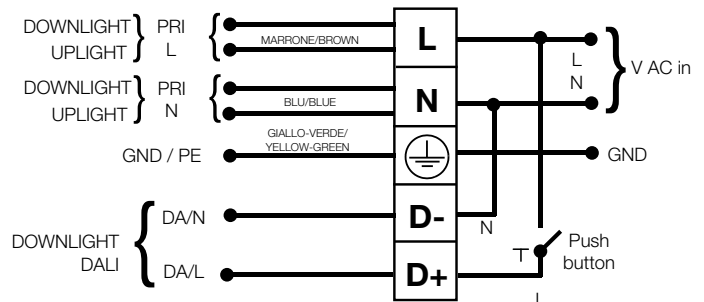 DOWNLIGHT } PRI {
UPLIGHT L
MARRONE/BROWN
L
L
N
V AC in
DOWNLIGHT } PRI {
UPLIGHT N
BLU/BLUE
N
GIALLO-VERDE/
YELLOW-GREEN
GND / PE
GND
DA/N
D-
N
DOWNLIGHT
DALI
DA/L
D+
Push
button
L